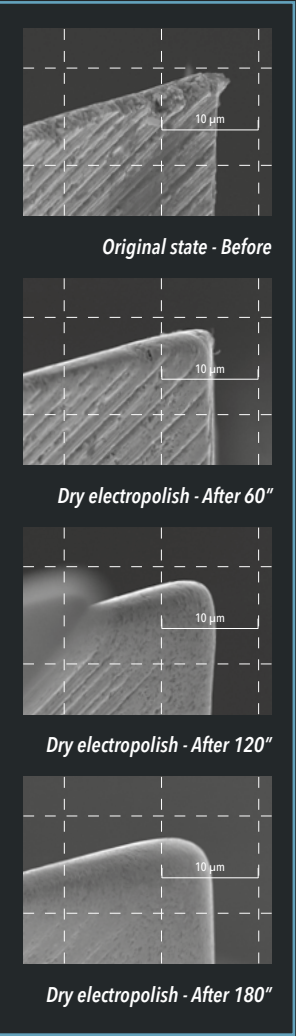 10 µm
Original state - Before
10 µm
Dry electropolish - After 60”
10 µm
Dry electropolish - After 120”
10 µm
Dry electropolish - After 180”